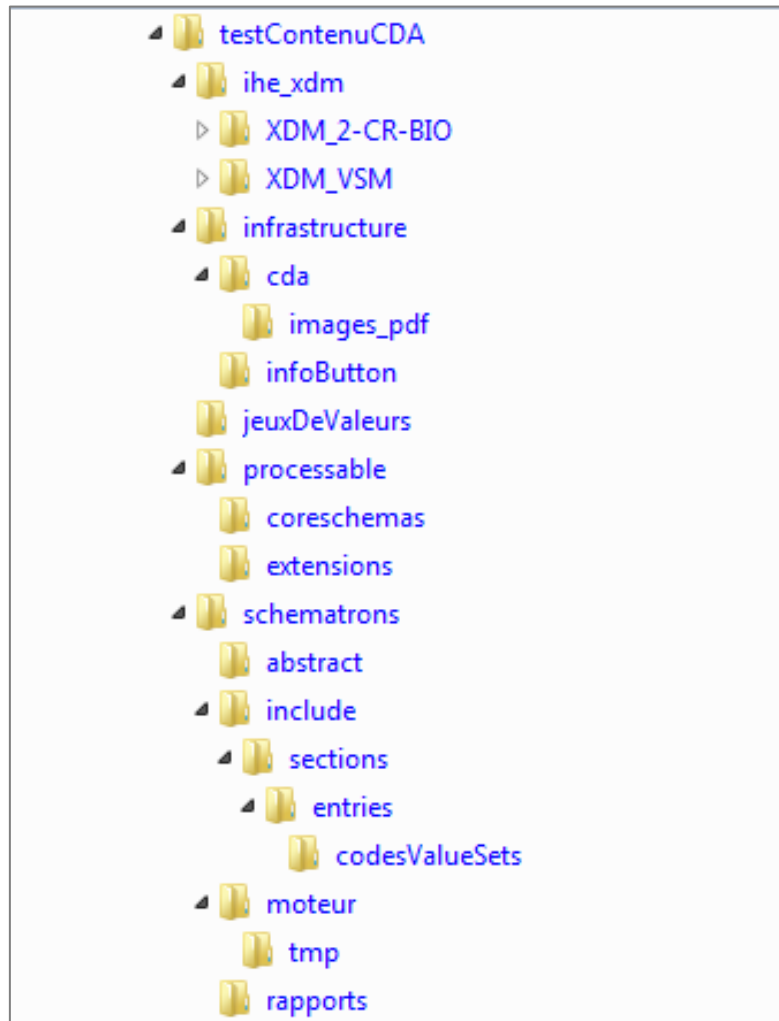 testContenuCDA
ihe_xdm
XDM_2-CR-BIO
XDM_VSM
infrastructure
cda
images_pdf
infoButton
jeuxDeValeurs
processable
coreschemas
extensions
schematrons
abstract
include
sections
entries
codesValueSets
moteur
tmp
rapports